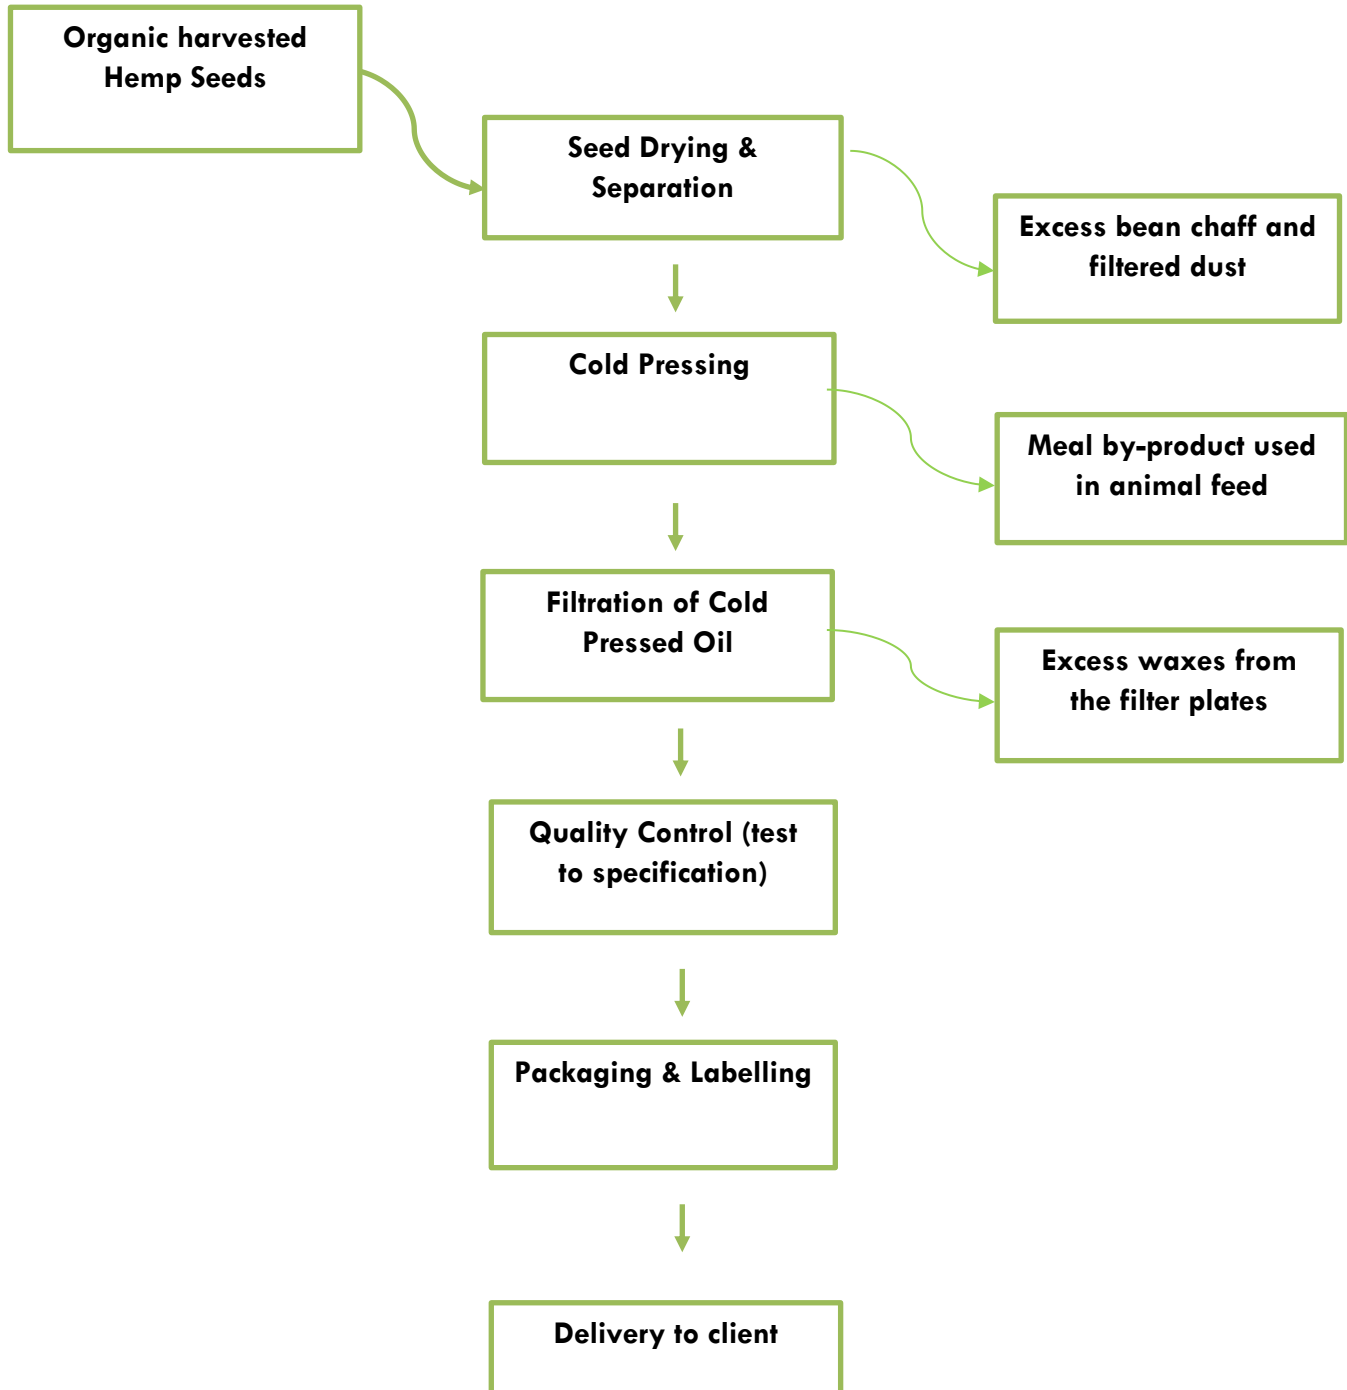 Organic harvested
Hemp Seeds
Seed Drying &
Separation
Excess bean chaff and
filtered dust
Cold Pressing
Meal by-product used
in animal feed
Filtration of Cold
Pressed Oil
Excess waxes from
the filter plates
Quality Control (test
to specification)
Packaging & Labelling
Delivery to client